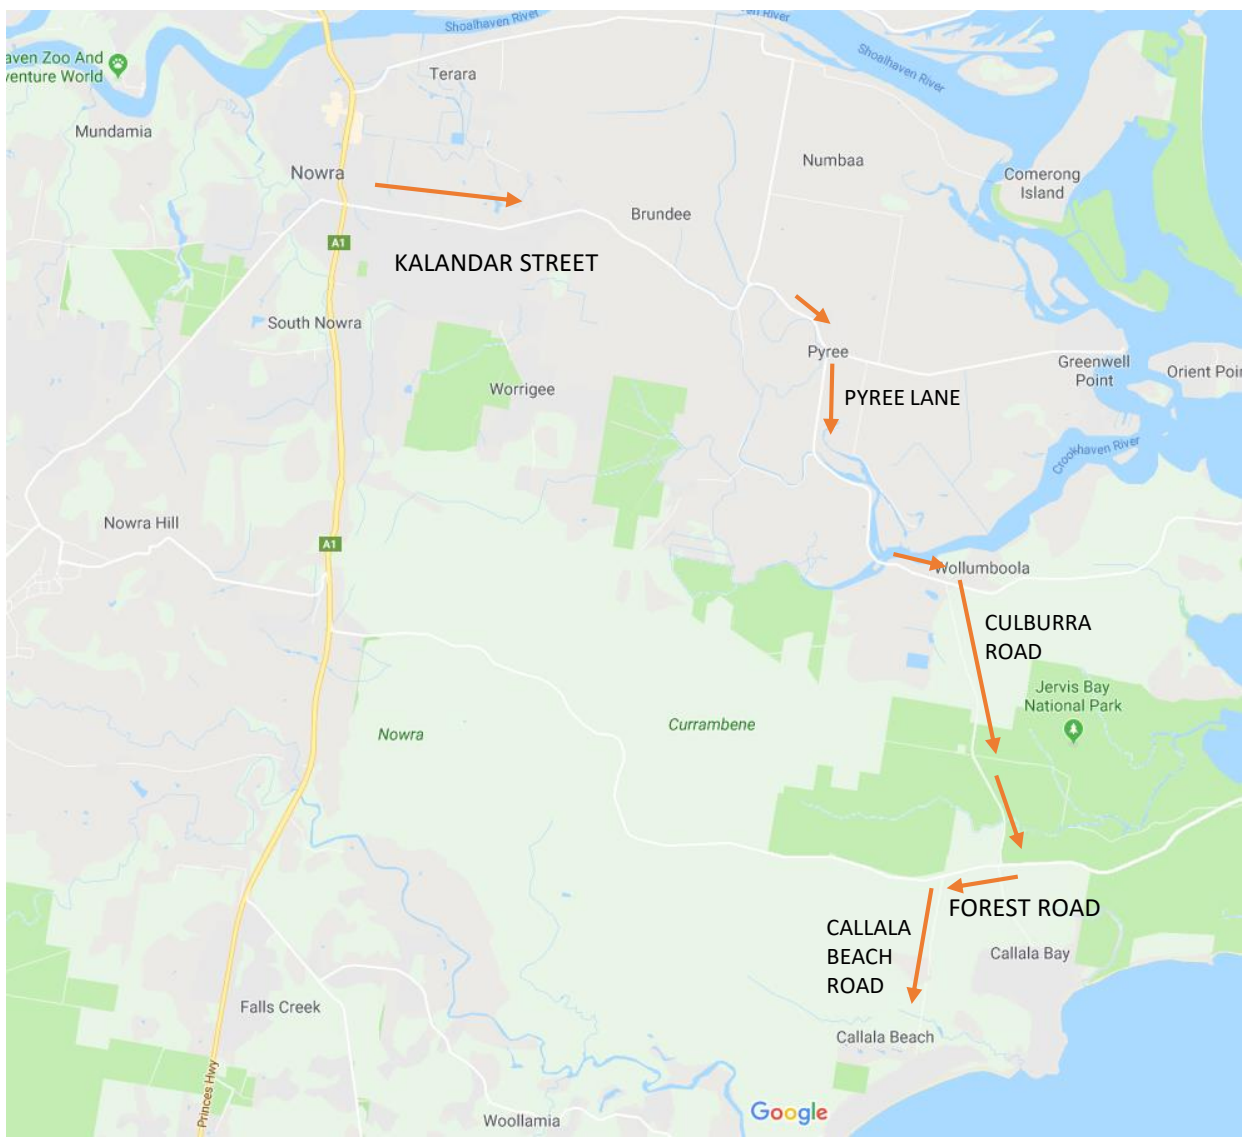 Shoalhaven River
en River
aven Zoo And
venture World
Terara
Shoalhaven River
Mundamia
Numbaa
Nowra
Comerong
Island
Brundee
A1
KALANDAR STREET
South Nowra
Pyree
Greenwell
Point
Orient Poi
Worrigee
PYREE LANE
Crookhaven River
Nowra Hill
A1
Wollumboola
CULBURRA
ROAD
Jervis Bay
National Park
Nowra
Currambene
FOREST ROAD
CALLALA
BEACH
ROAD
Callala Bay
Falls Creek
Callala Beach
Princes Hwy
Woollamia
Google